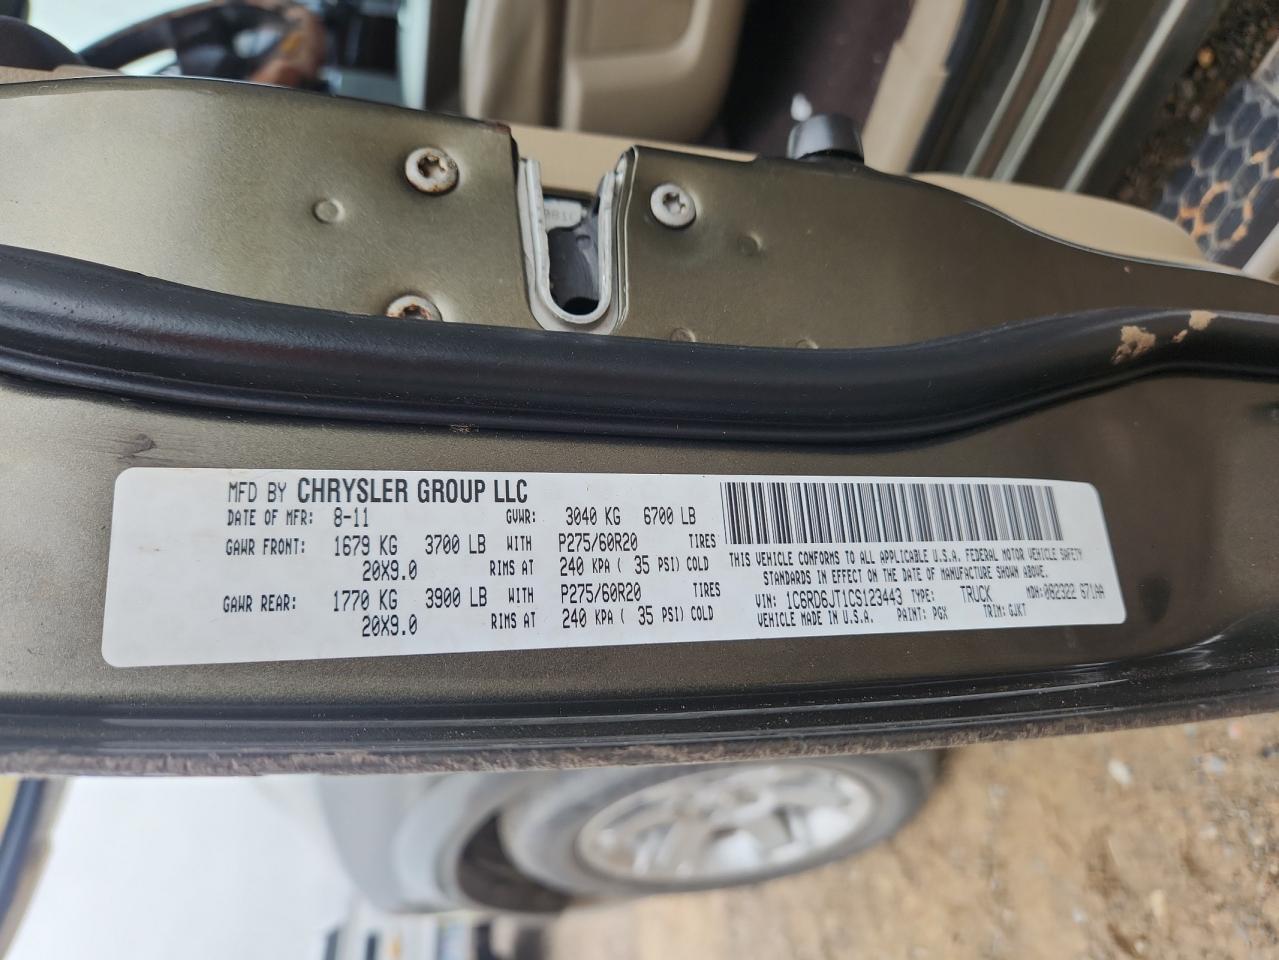 MFD BY CHRYSLER GROUP LLC
DATE OF MFR: 8-11 GVWR: 3040 KG 6700 LB
GAWR FRONT: 1679 KG 3700 LB WITH P275/60R20 TIRES
20X9.0 RIMS AT 240 KPA ( 35 PSI) COLD
GAWR REAR: 1770 KG 3900 LB WITH P275/60R20 TIRES
20X9.0 RIMS AT 240 KPA ( 35 PSI) COLD
THIS VEHICLE CONFORMS TO ALL APPLICABLE U.S.A. FEDERAL MOTOR VEHICLE SAFETY
STANDARDS IN EFFECT ON THE DATE OF MANUFACTURE SHOWN ABOVE.
VIN: 1C6RD6JT1CS123443 TYPE: TRUCK MDH: 082322 671AA
VEHICLE MADE IN U.S.A. PAINT: PGX TRIM: GJKT